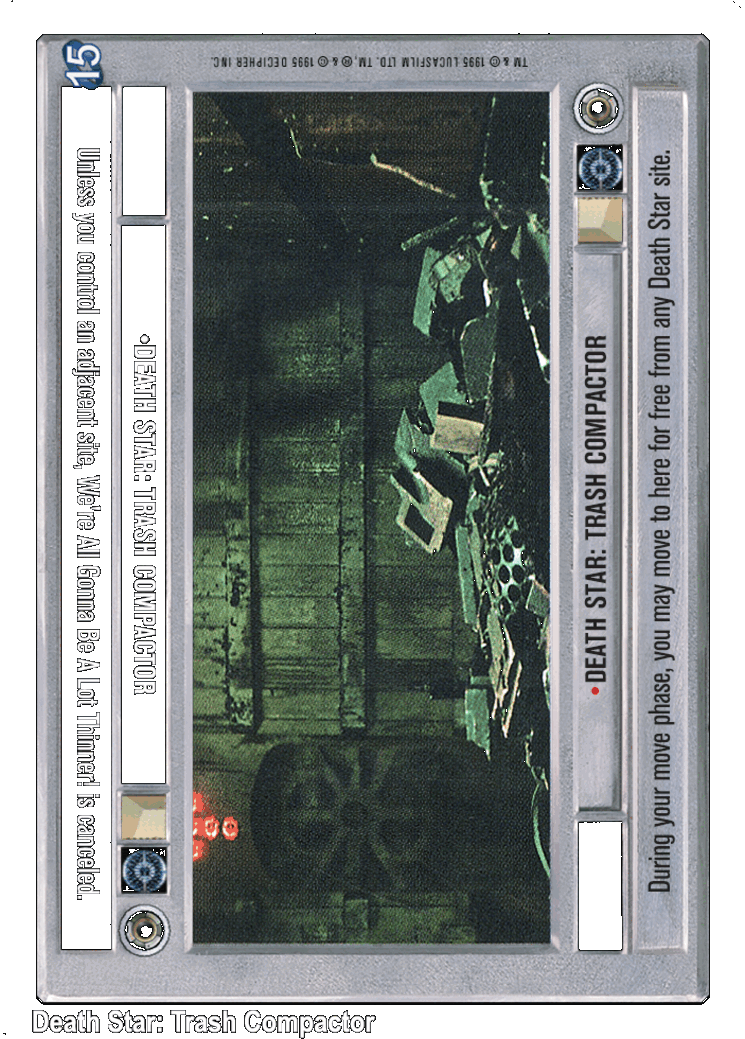 15
TM & © 1995 LUCASFILM LTD. TM, ® & © 1995 DECIPHER INC.
Unless you control an adjacent site, We're All Gonna Be A Lot Thinner! is canceled.
•DEATH STAR: TRASH COMPACTOR
•DEATH STAR: TRASH COMPACTOR
During your move phase, you may move to here for free from any Death Star site.
Death Star: Trash Compactor